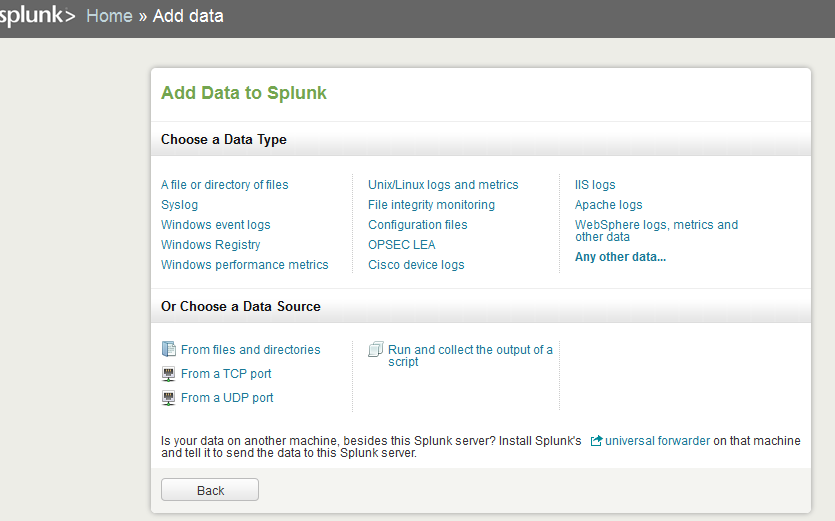 splunk> Home » Add data
Add Data to Splunk
Choose a Data Type
A file or directory of files
Syslog
Windows event logs
Windows Registry
Windows performance metrics
Unix/Linux logs and metrics
File integrity monitoring
Configuration files
OPSEC LEA
Cisco device logs
IIS logs
Apache logs
WebSphere logs, metrics and
other data
Any other data...
Or Choose a Data Source
From files and directories
From a TCP port
From a UDP port
Run and collect the output of a
script
Is your data on another machine, besides this Splunk server? Install Splunk's universal forwarder on that machine
and tell it to send the data to this Splunk server.
Back